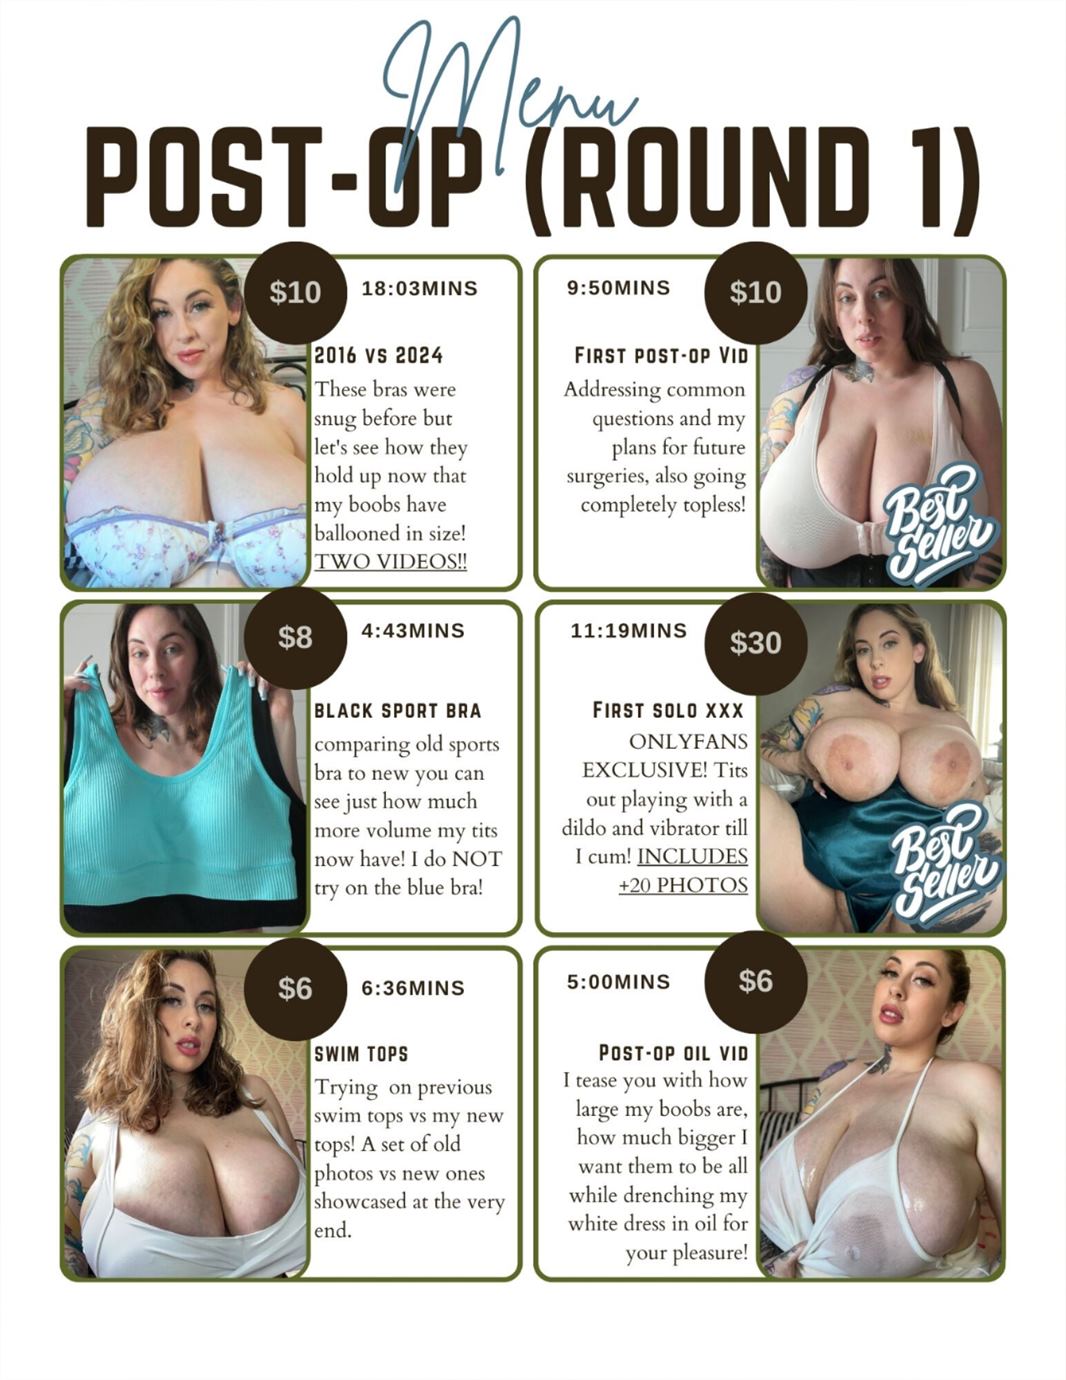 Menu
POST-OP (ROUND 1)
$10
18:03MINS
2016 VS 2024
These bras were
snug before but
let's see how they
hold up now that
my boobs have
ballooned in size!
TWO VIDEOS!!
9:50MINS
$10
FIRST POST-OP VID
Addressing common
questions and my
plans for future
surgeries, also going
completely topless!
Best
Seller
$8
4:43MINS
BLACK SPORT BRA
comparing old sports
bra to new you can
see just how much
more volume my tits
now have! I do NOT
try on the blue bra!
11:19MINS
$30
FIRST SOLO XXX
ONLYFANS
EXCLUSIVE! Tits
out playing with a
dildo and vibrator till
I cum! INCLUDES
+20 PHOTOS
Best
Seller
$6
6:36MINS
SWIM TOPS
Trying on previous
swim tops vs my new
tops! A set of old
photos vs new ones
showcased at the very
end.
5:00MINS
$6
POST-OP OIL VID
I tease you with how
large my boobs are,
how much bigger I
want them to be all
while drenching my
white dress in oil for
your pleasure!